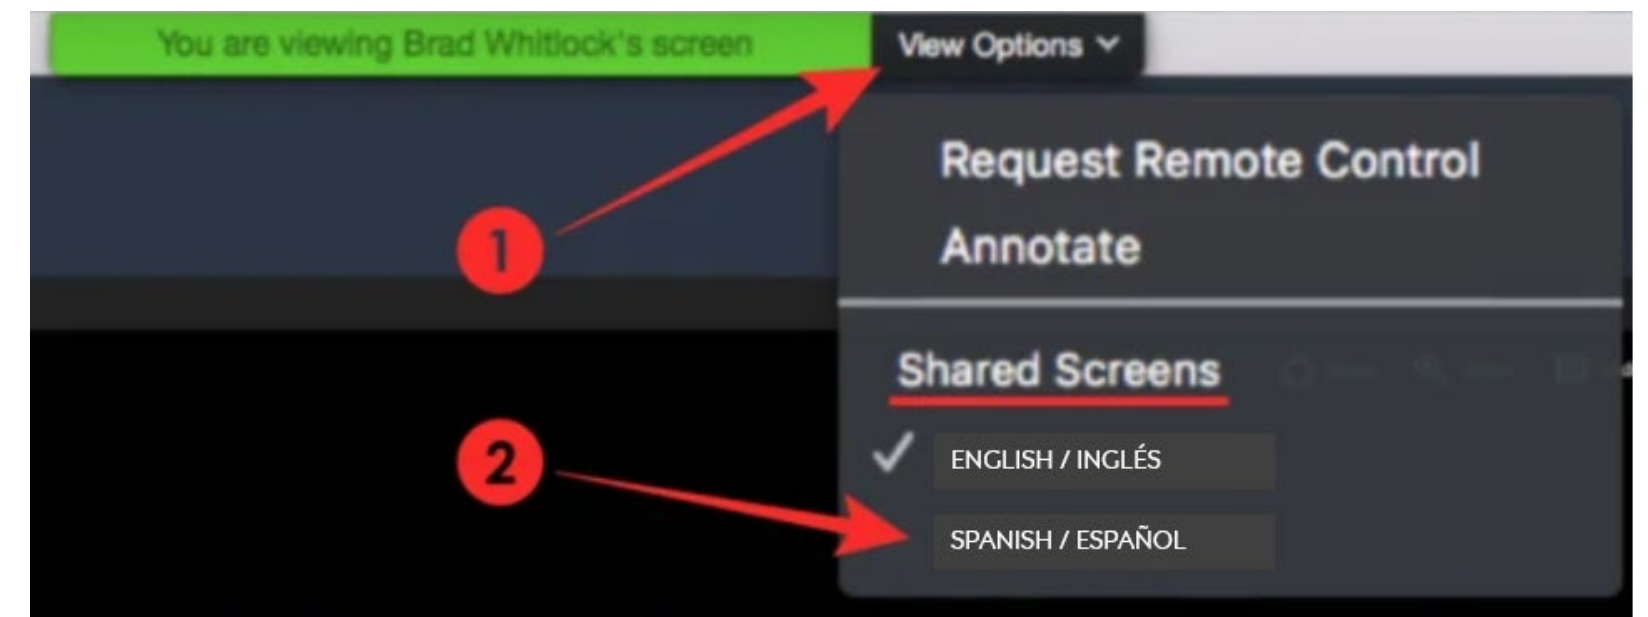 You are viewing Brad Whitlock's screen
View Options
Request Remote Control
1
Annotate
Shared Screens
2
ENGLISH / INGLÉS
SPANISH / ESPAÑOL